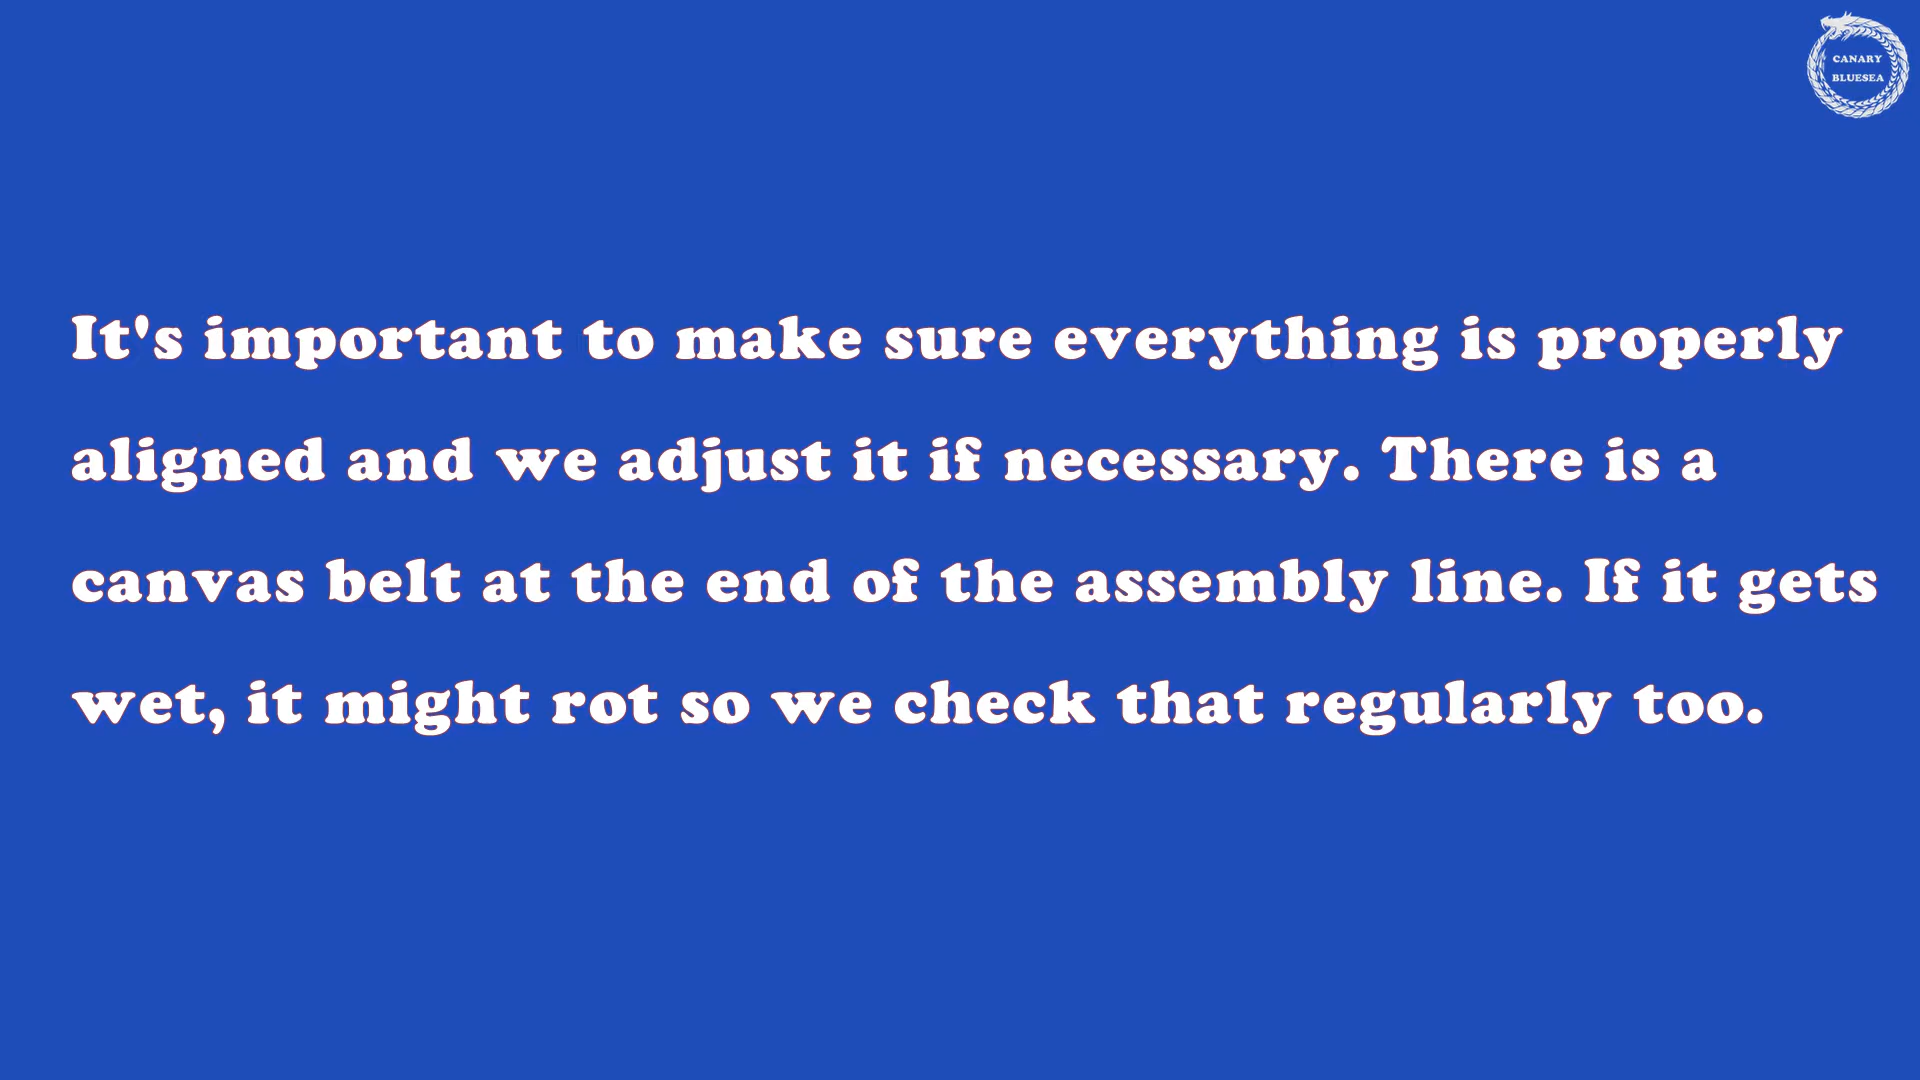 CANARY
BLUESEA
It's important to make sure everything is properly
aligned and we adjust it if necessary. There is a
canvas belt at the end of the assembly line. If it gets
wet, it might rot so we check that regularly too.